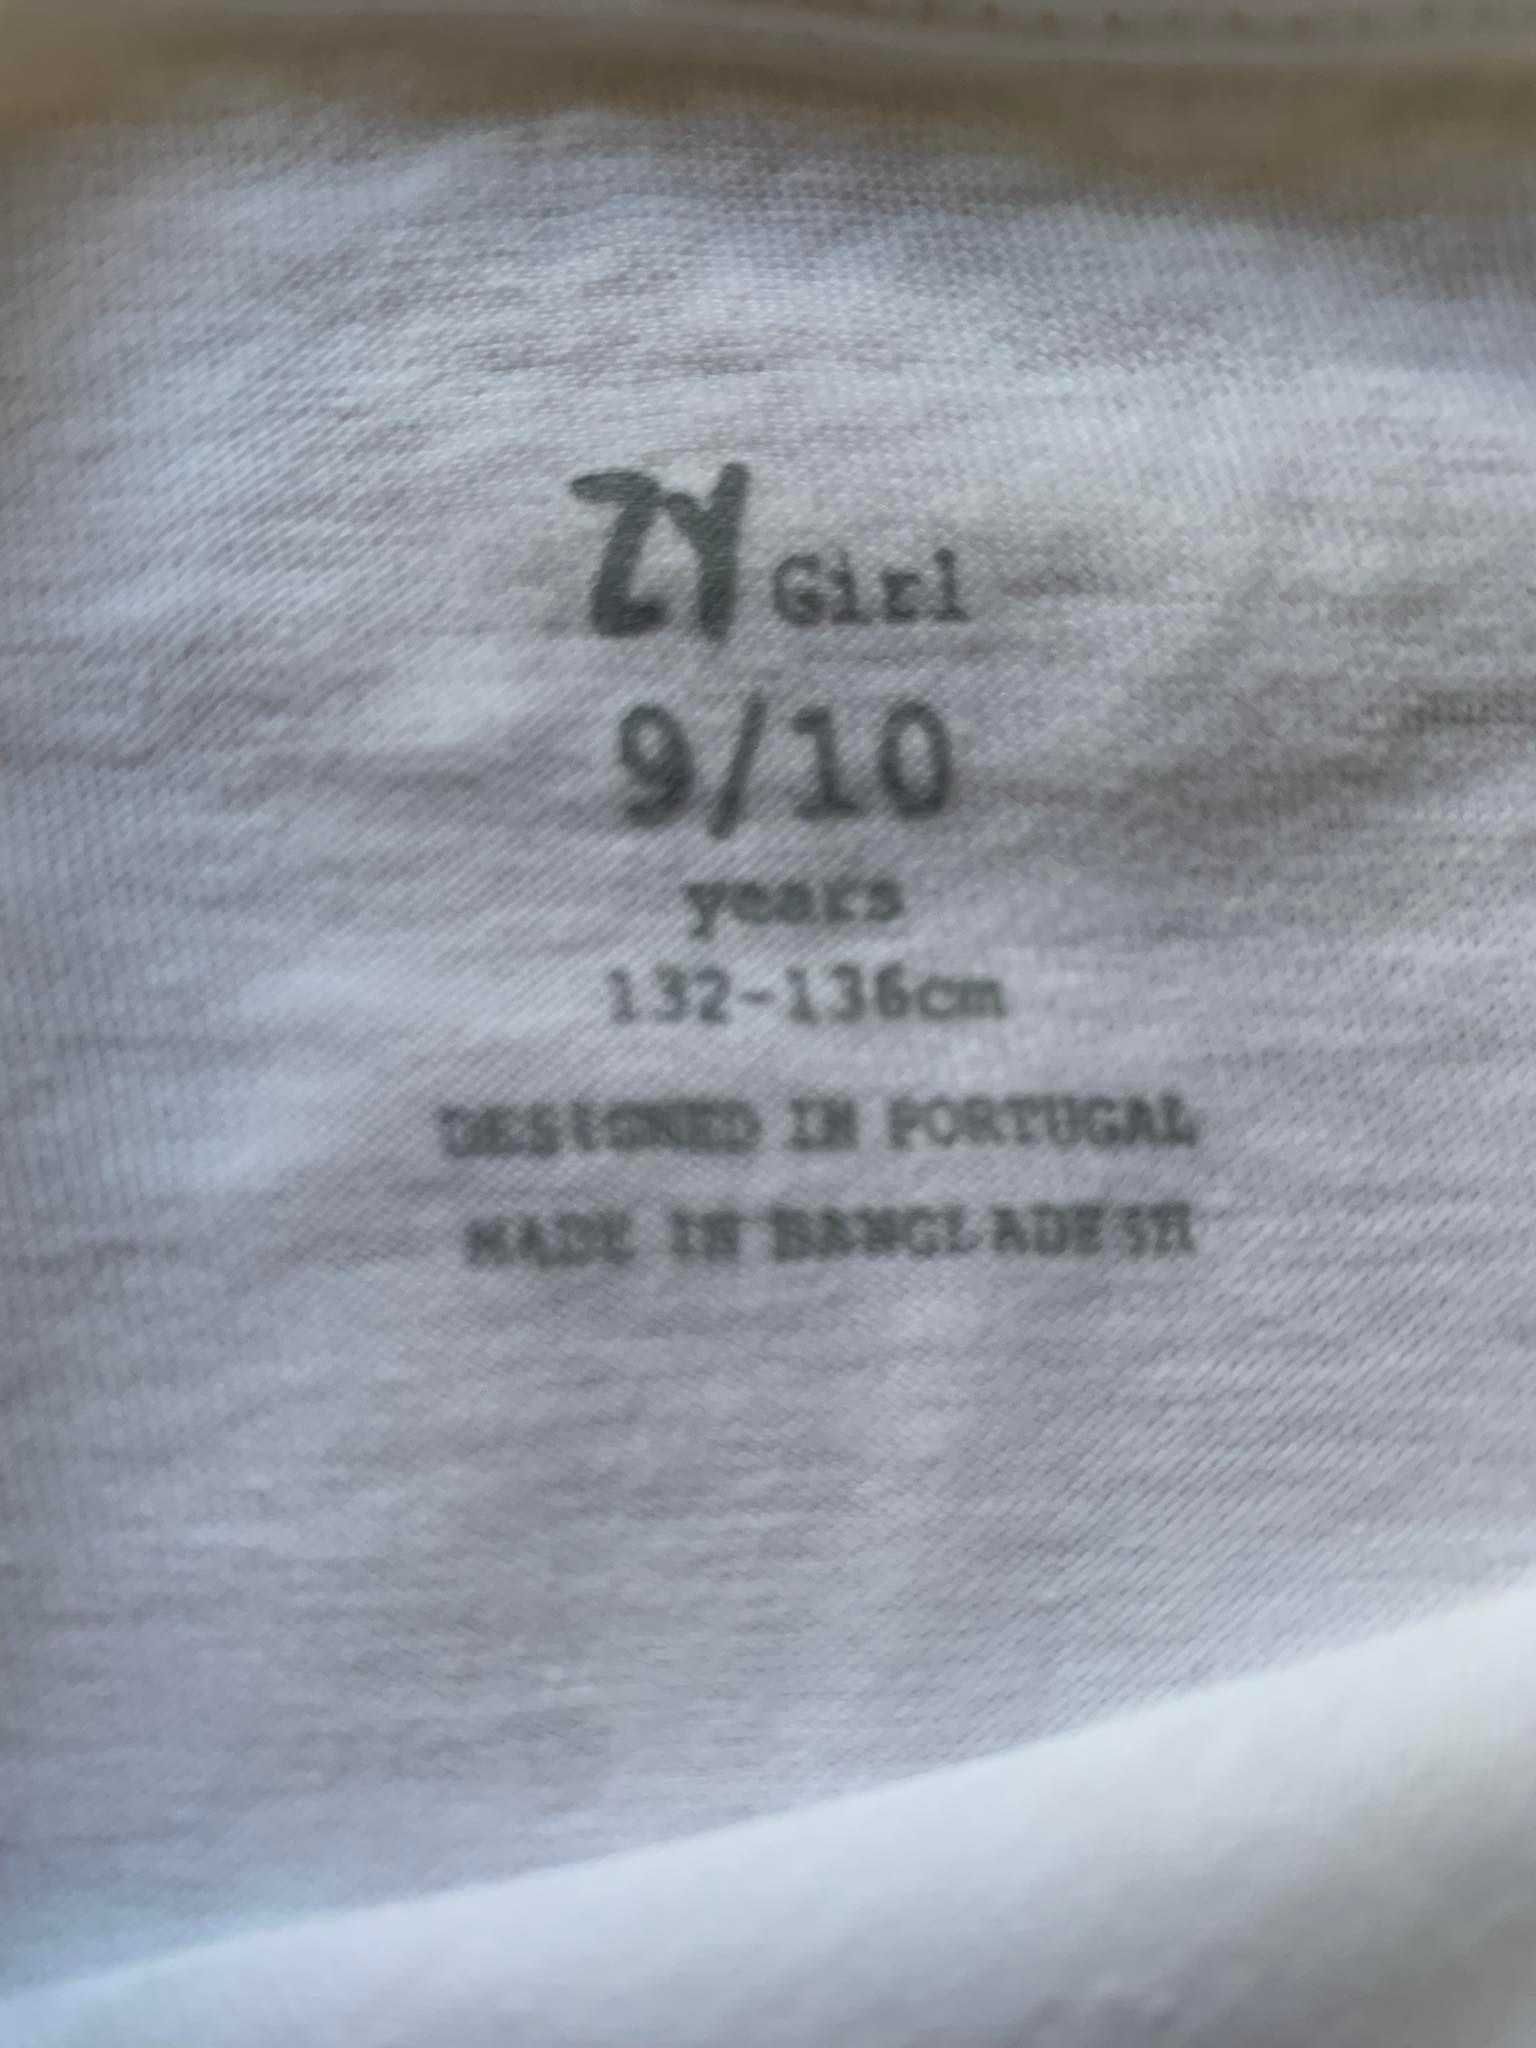 ZY Girl
9/10
years
132-136cm
DESIGNED IN PORTUGAL
MADE IN BANGLADESH